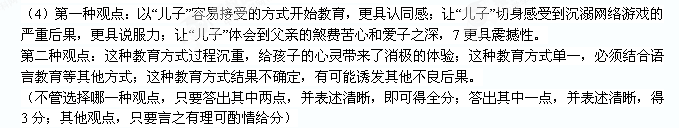 （4）第一种观点：以“儿子”容易接受的方式开始教育，更具认同感；让“儿子”切身感受到沉溺网络游戏的
严重后果，更具说服力；让“儿子”体会到父亲的煞费苦心和爱子之深，7 更具震撼性。
第二种观点：这种教育方式过程沉重，给孩子的心灵带来了消极的体验；这种教育方式单一，必须结合语
言教育等其他方式；这种教育方式结果不确定，有可能诱发其他不良后果。
（不管选择哪一种观点，只要答出其中两点，并表述清晰，即可得全分；答出其中一点，并表述清晰，得
3 分；其他观点，只要言之有理可酌情给分）